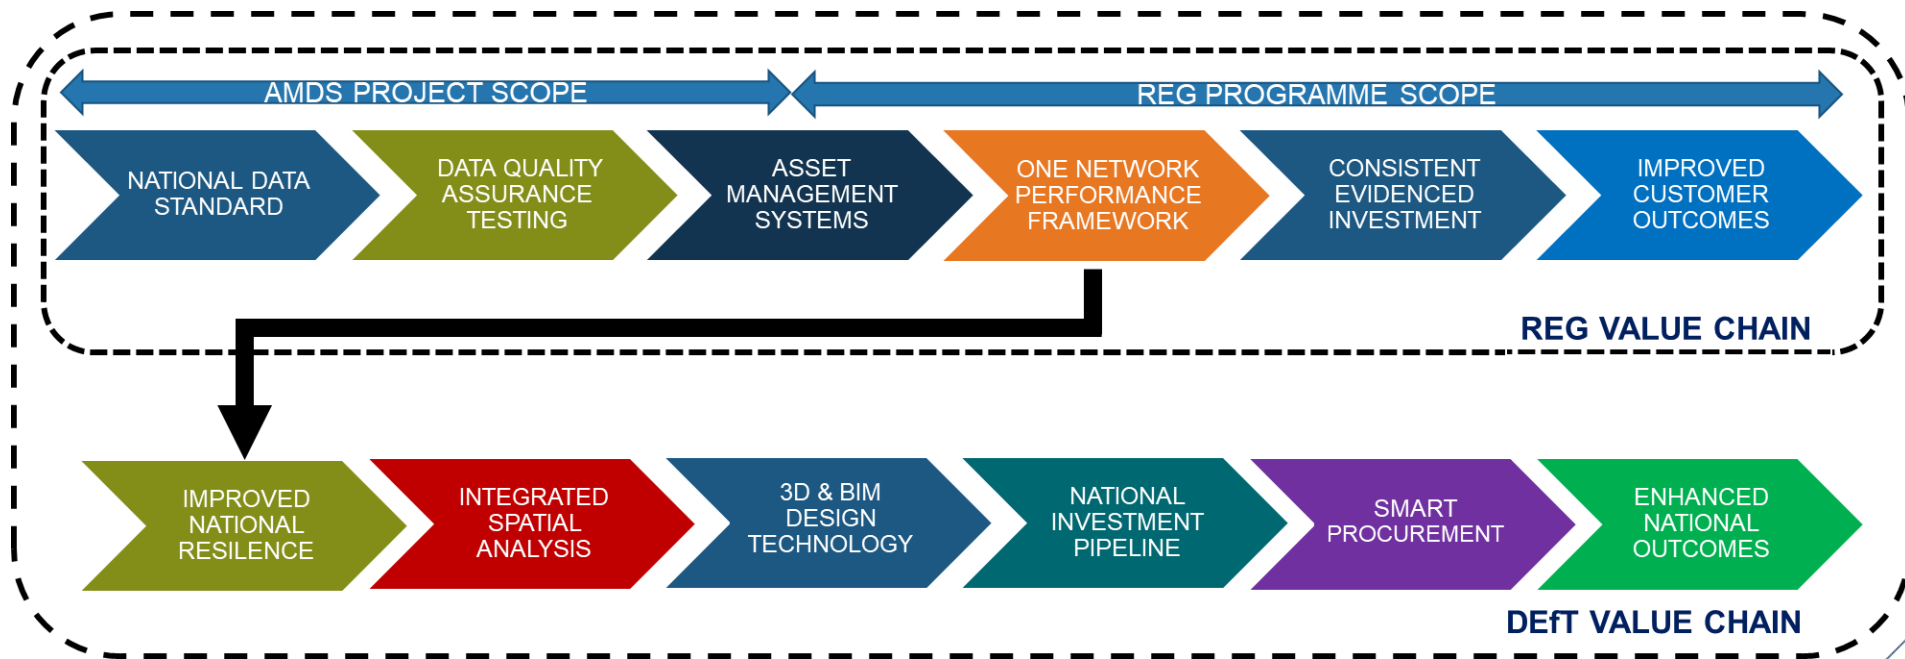 AMDS PROJECT SCOPE
REG PROGRAMME SCOPE
NATIONAL DATA
STANDARD
DATA QUALITY
ASSURANCE
TESTING
ASSET
MANAGEMENT
SYSTEMS
ONE NETWORK
PERFORMANCE
FRAMEWORK
CONSISTENT
EVIDENCED
INVESTMENT
IMPROVED
CUSTOMER
OUTCOMES
REG VALUE CHAIN
IMPROVED
NATIONAL
RESILENCE
INTEGRATED
SPATIAL
ANALYSIS
3D & BIM
DESIGN
TECHNOLOGY
NATIONAL
INVESTMENT
PIPELINE
SMART
PROCUREMENT
ENHANCED
NATIONAL
OUTCOMES
DEfT VALUE CHAIN